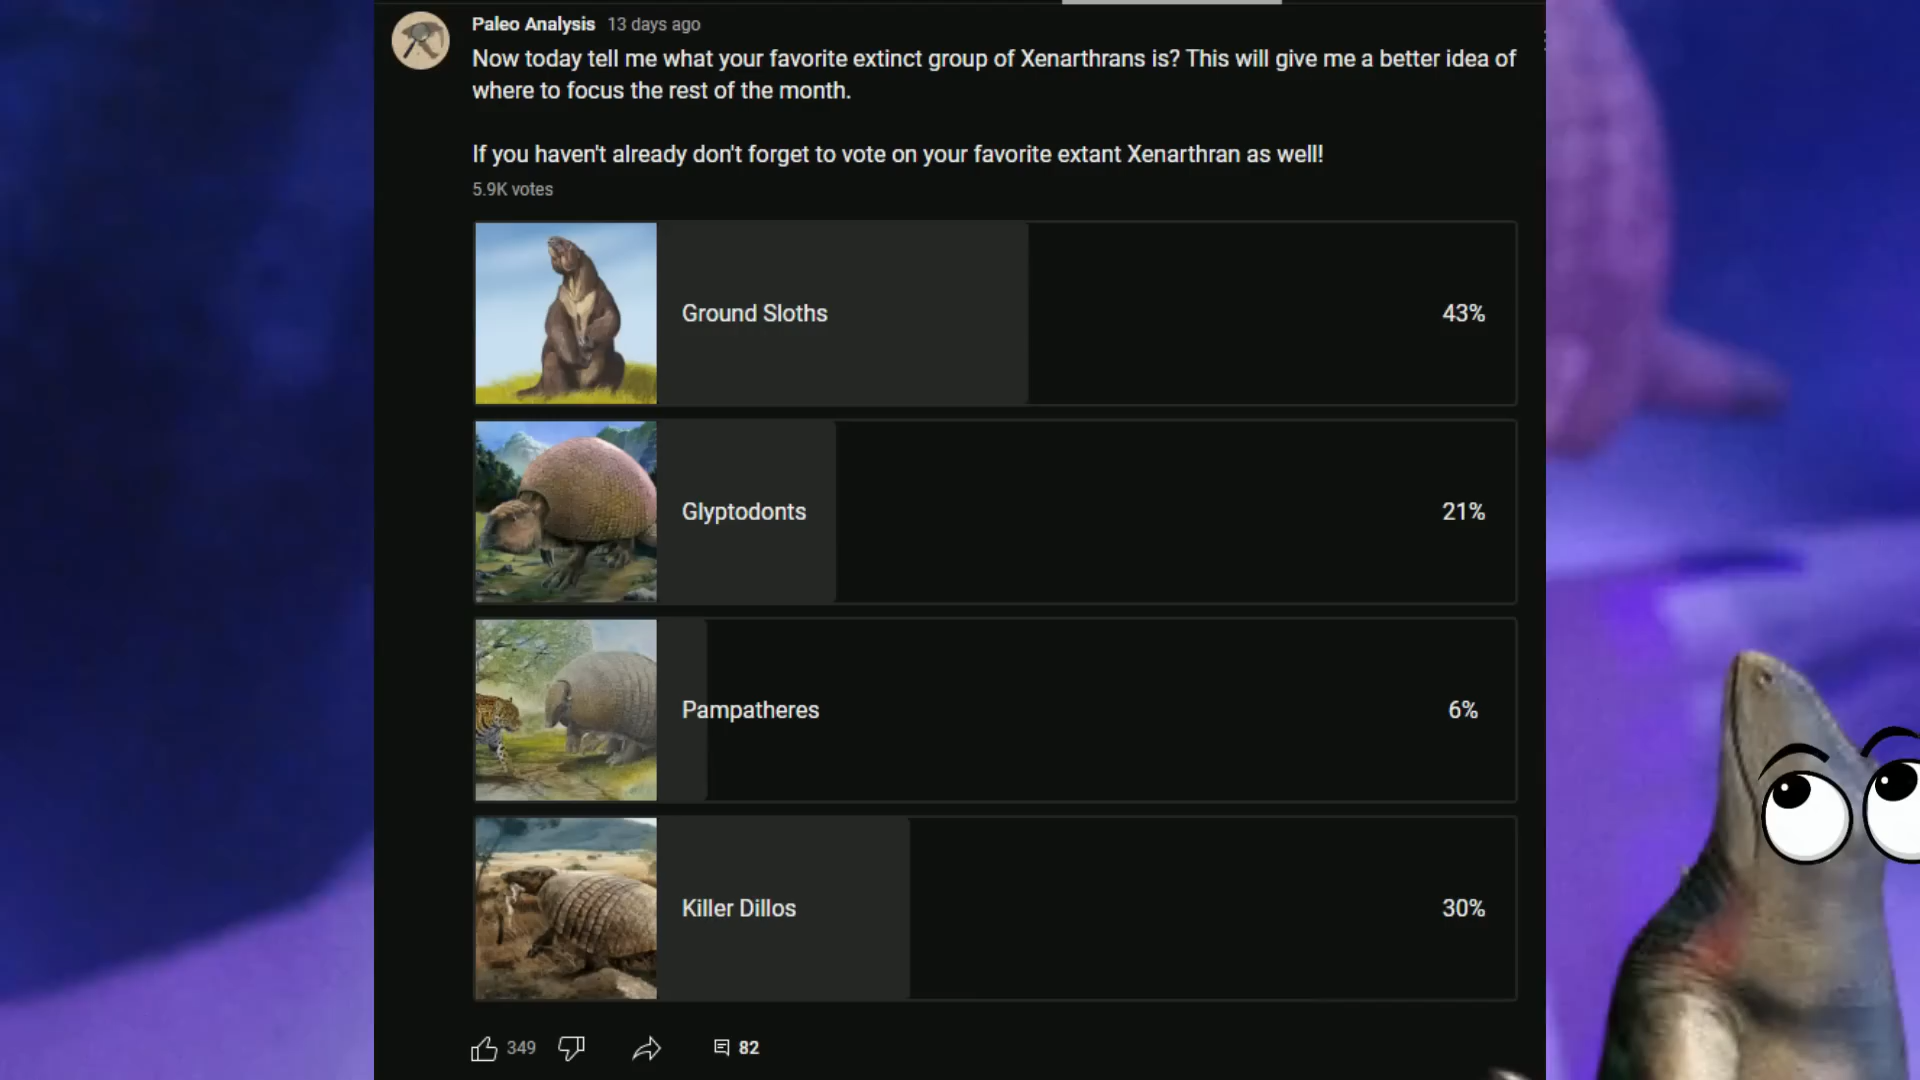 Paleo Analysis 13 days ago
Now today tell me what your favorite extinct group of Xenarthrans is? This will give me a better idea of
where to focus the rest of the month.
If you haven't already don't forget to vote on your favorite extant Xenarthran as well!
5.9K votes
Ground Sloths 43%
Glyptodonts 21%
Pampatheres 6%
Killer Dillos 30%
349 82